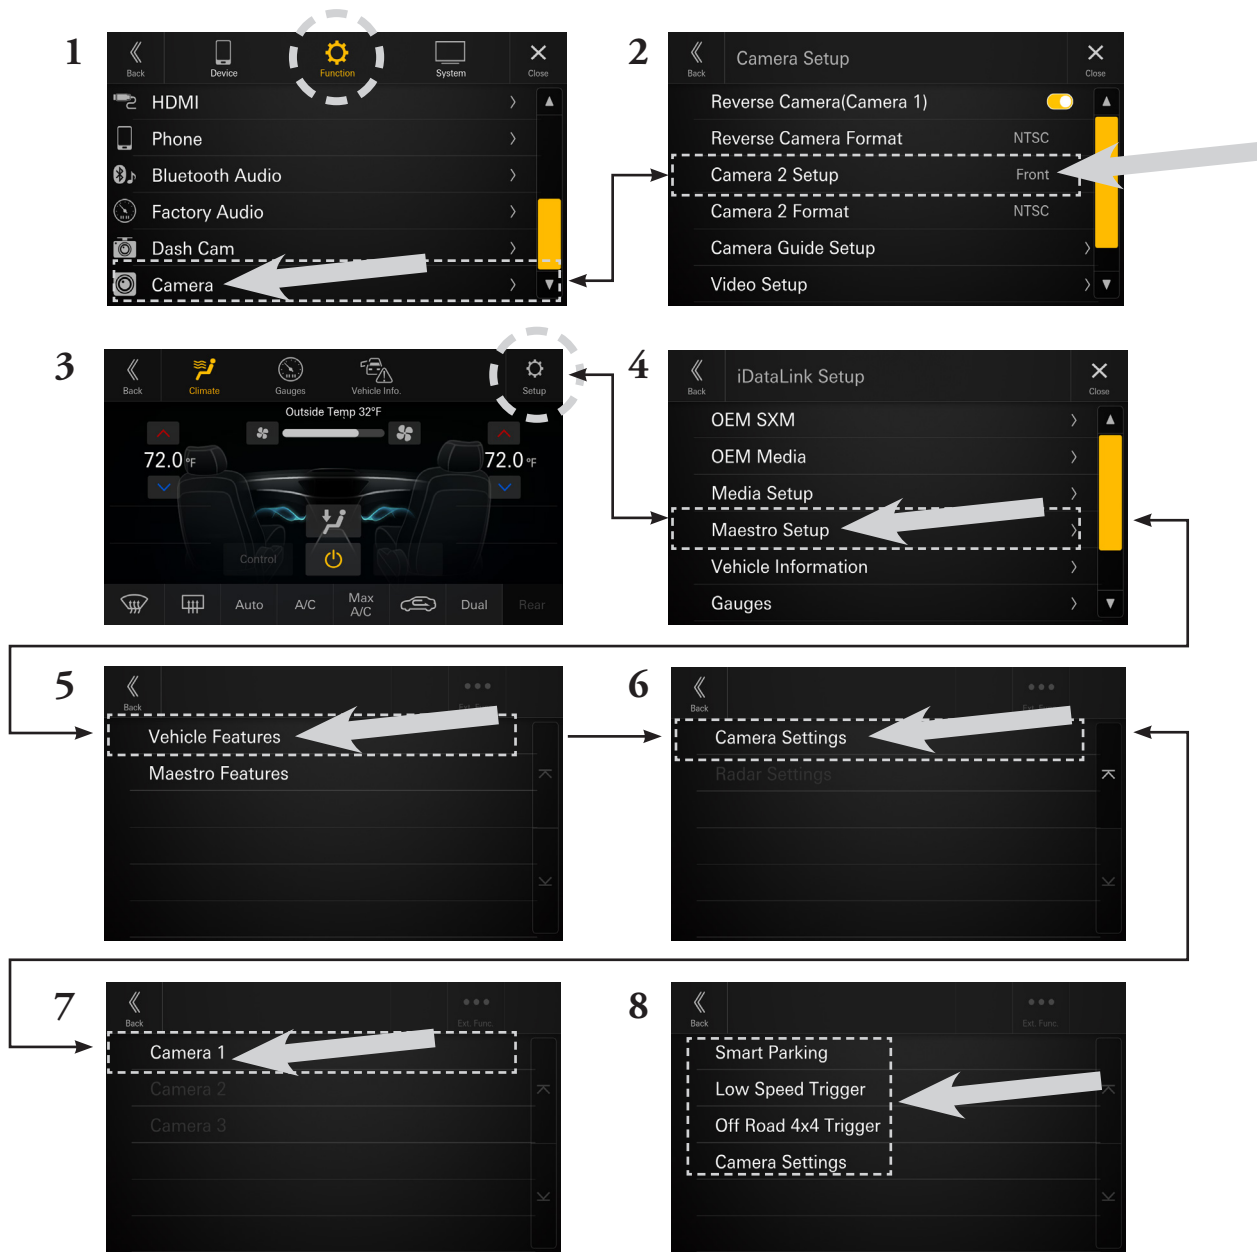 1
Back
Device
Function
System
Close
HDMI
Phone
Bluetooth Audio
Factory Audio
Dash Cam
Camera
2
Back
Camera Setup
Close
Reverse Camera(Camera 1)
Reverse Camera Format NTSC
Camera 2 Setup Front
Camera 2 Format NTSC
Camera Guide Setup
Video Setup
3
Back
Climate
Gauges
Vehicle Info.
Setup
Outside Temp 32°F
72.0 °F
72.0 °F
Control
Auto
A/C
Max
A/C
Dual
Rear
4
Back
iDataLink Setup
Close
OEM SXM
OEM Media
Media Setup
Maestro Setup
Vehicle Information
Gauges
5
Back
Vehicle Features
Maestro Features
6
Back
Camera Settings
Radar Settings
7
Back
Ext. Func.
Camera 1
Camera 2
Camera 3
8
Back
Ext. Func.
Smart Parking
Low Speed Trigger
Off Road 4x4 Trigger
Camera Settings